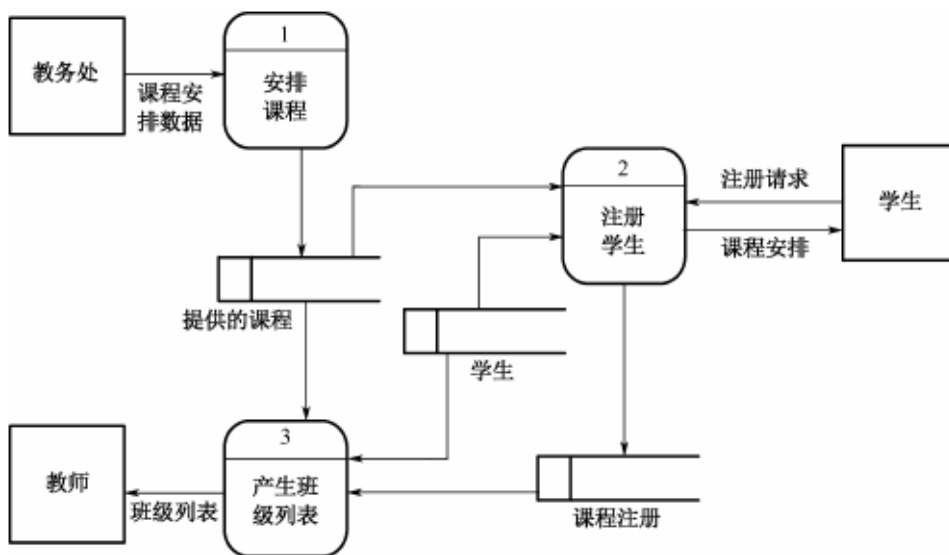 1
教务处
安排
课程
课程安
排数据
2
注册请求
学生
注册
学生
课程安排
提供的课程
学生
3
教师
产生班
级列表
班级列表
课程注册